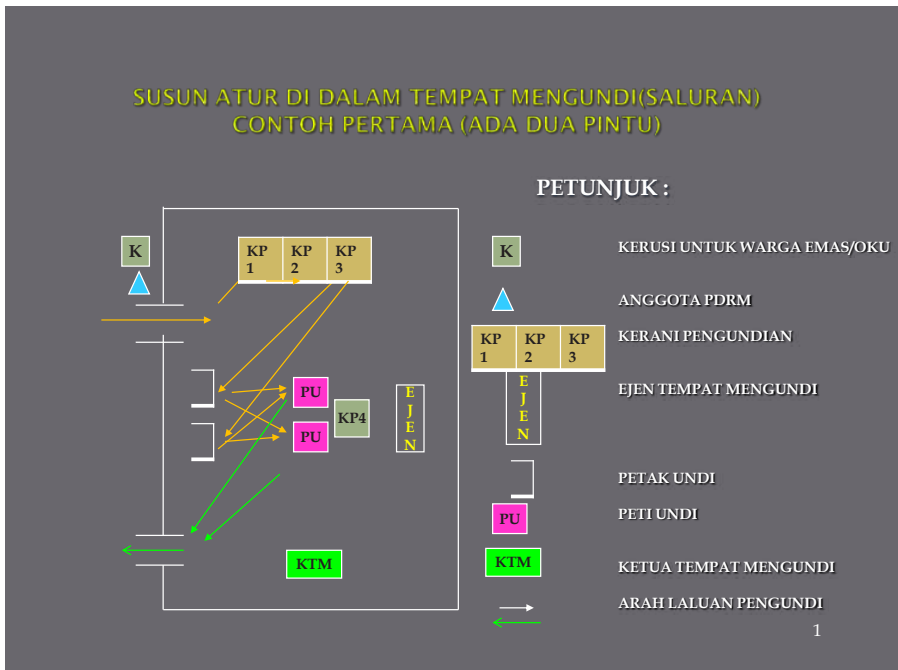 SUSUN ATUR DI DALAM TEMPAT MENGUNDI(SALURAN)
CONTOH PERTAMA (ADA DUA PINTU)
K
KP 1
KP 2
KP 3
PU
PU
KP4
EJEN
KTM
PETUNJUK :
K
KERUSI UNTUK WARGA EMAS/OKU
ANGGOTA PDRM
KP 1
KP 2
KP 3
KERANI PENGUNDIAN
EJEN
EJEN TEMPAT MENGUNDI
PETAK UNDI
PU
PETI UNDI
KTM
KETUA TEMPAT MENGUNDI
ARAH LALUAN PENGUNDI
1